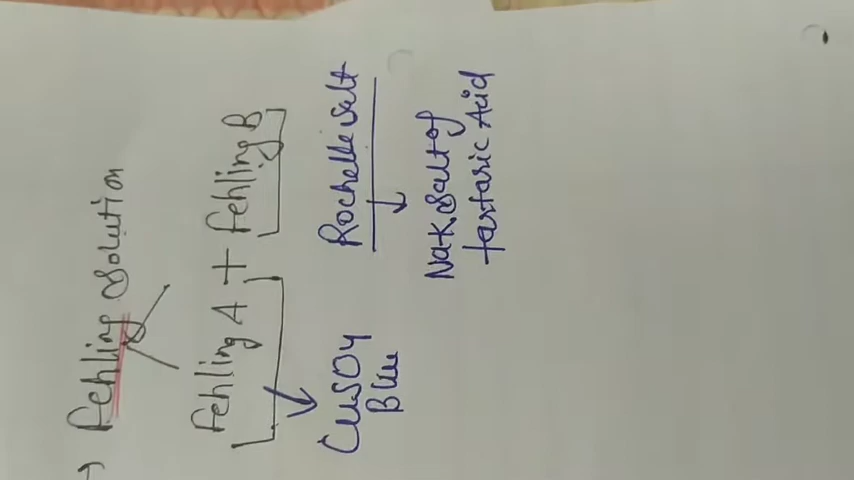 → Fehling Solution
Fehling A + Fehling B
CuSO4
Blue
Rochelle Salt
Na-K Salt of
tartaric Acid